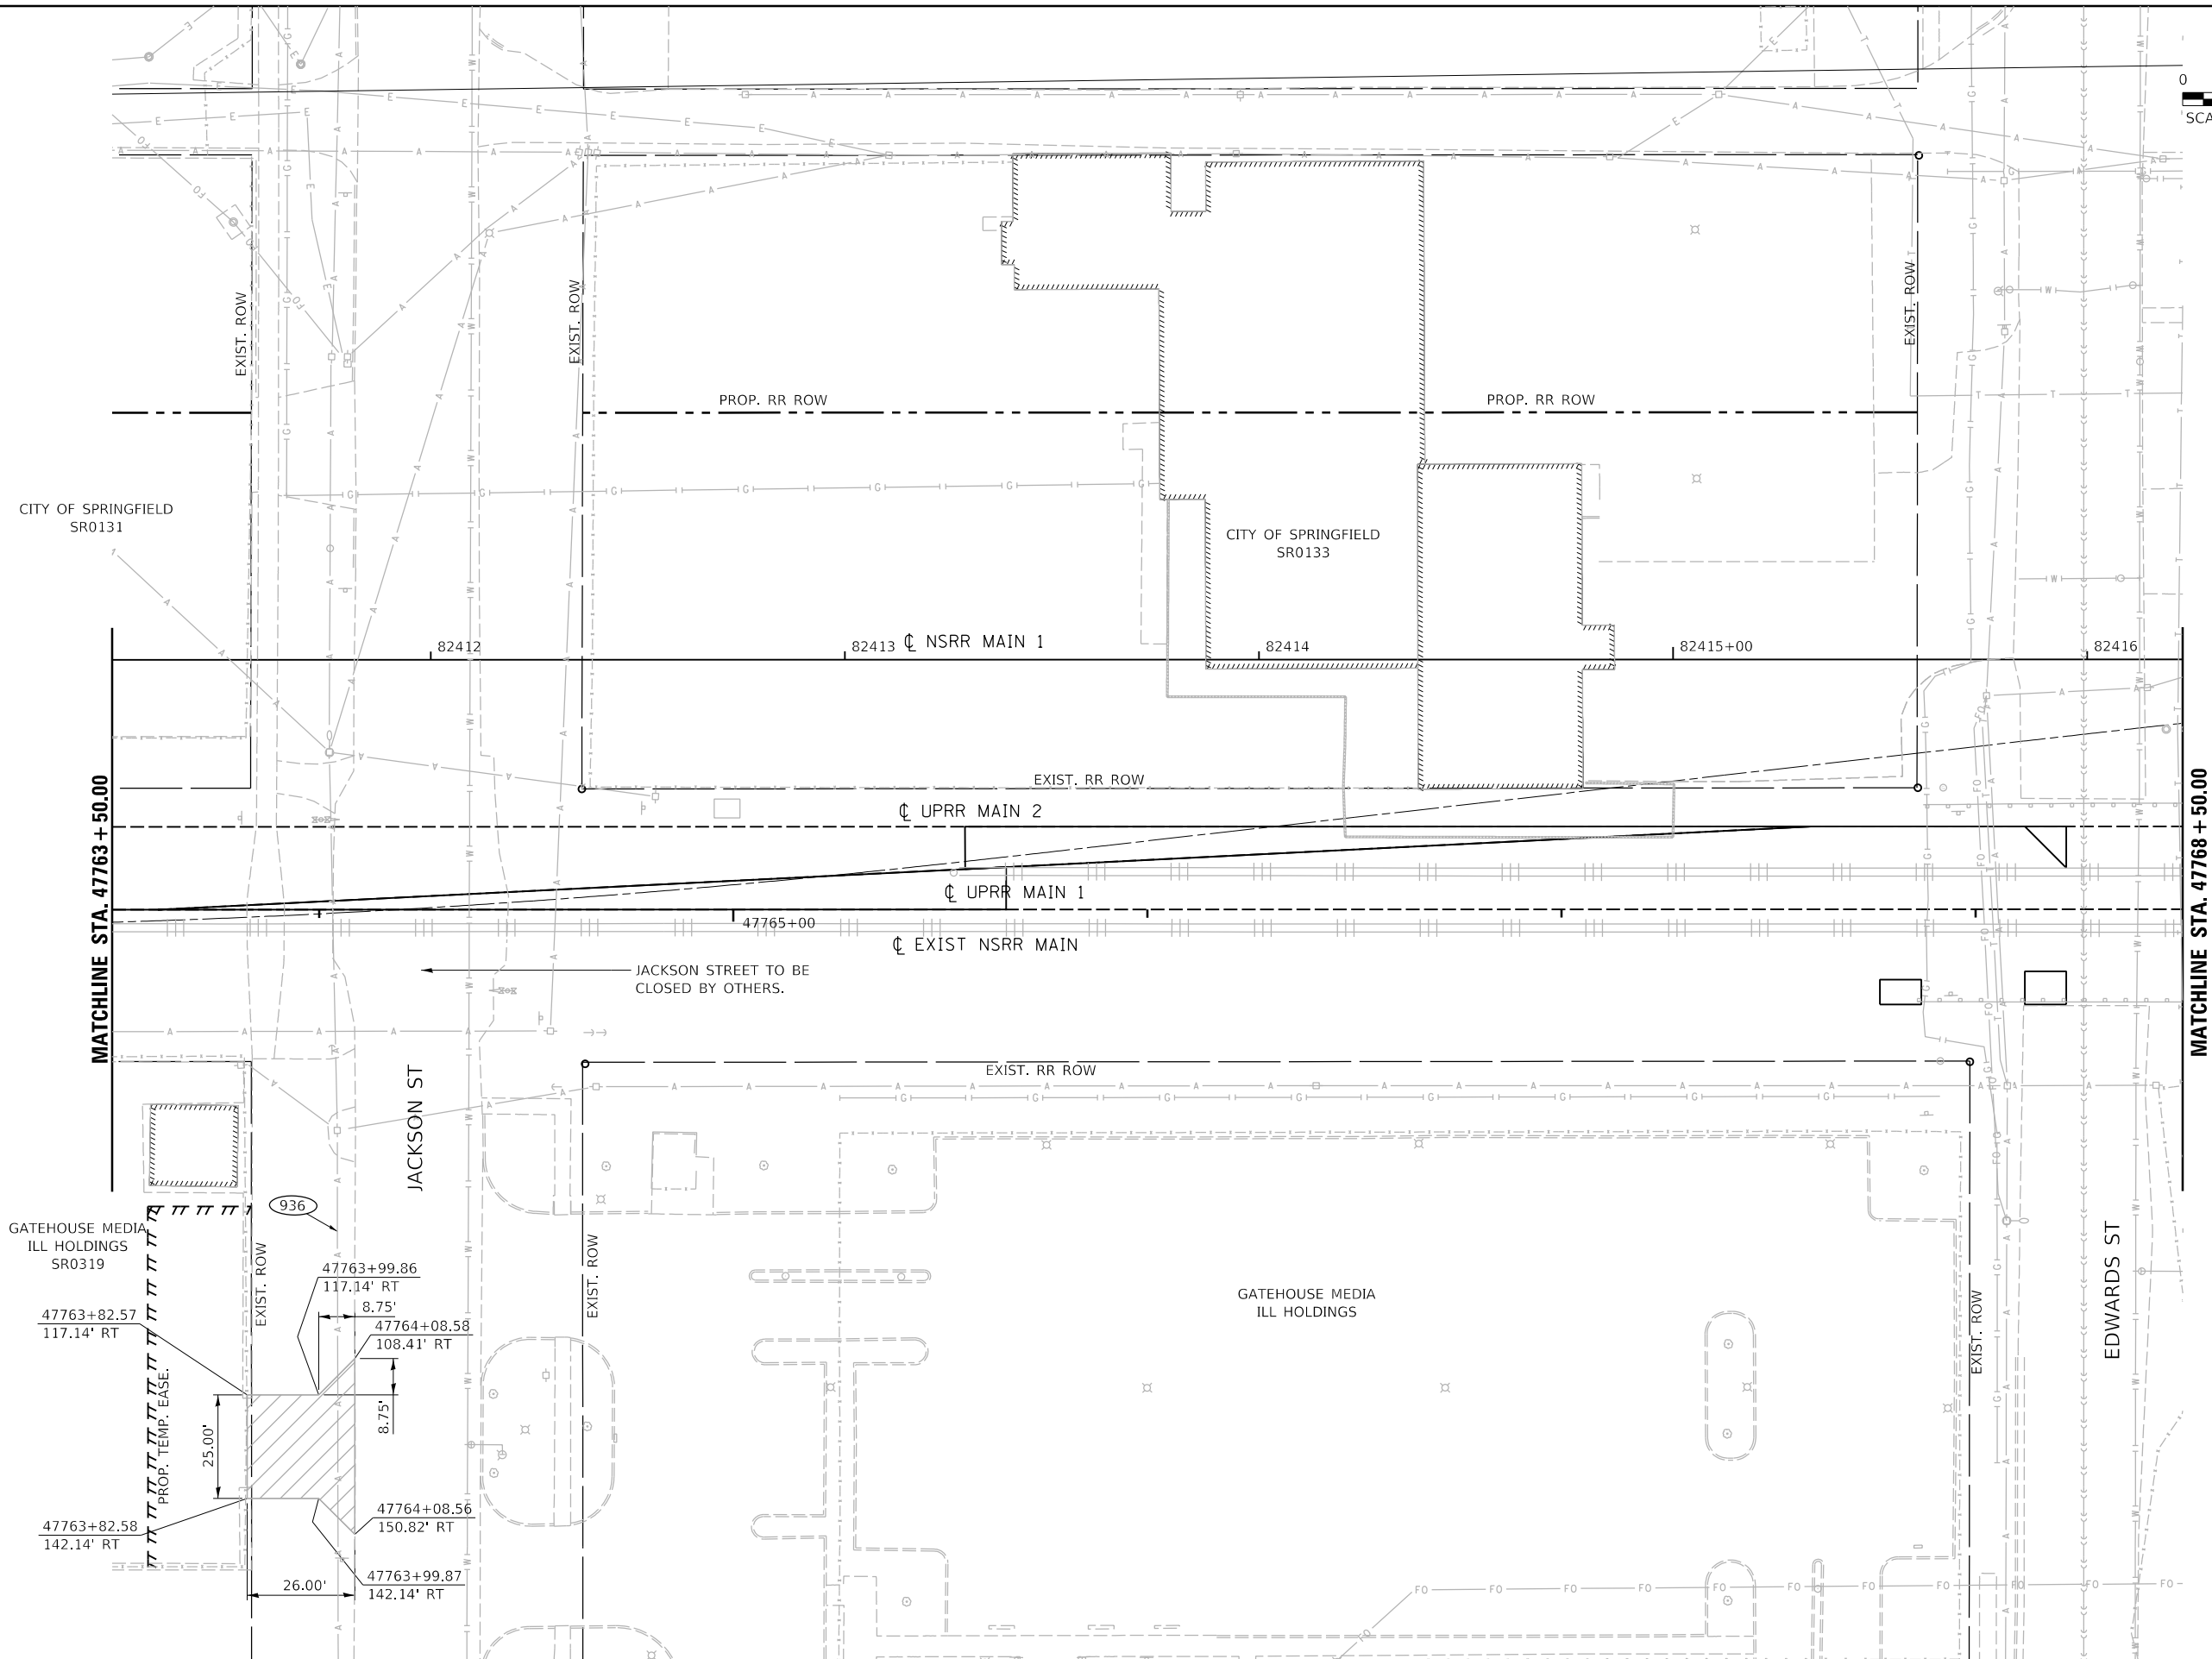 0
SCA
EXIST. ROW
EXIST. ROW
EXIST. ROW
PROP. RR ROW
PROP. RR ROW
CITY OF SPRINGFIELD
SR0131
CITY OF SPRINGFIELD
SR0133
82412
82413
℄ NSRR MAIN 1
82414
82415+00
82416
EXIST. RR ROW
℄ UPRR MAIN 2
MATCHLINE STA. 47763+50.00
MATCHLINE STA. 47768+50.00
℄ UPRR MAIN 1
47765+00
℄ EXIST NSRR MAIN
JACKSON STREET TO BE
CLOSED BY OTHERS.
EXIST. RR ROW
JACKSON ST
936
GATEHOUSE MEDIA
ILL HOLDINGS
SR0319
EXIST. ROW
EXIST. ROW
EXIST. ROW
EDWARDS ST
GATEHOUSE MEDIA
ILL HOLDINGS
47763+99.86
117.14' RT
8.75'
47763+82.57
117.14' RT
47764+08.58
108.41' RT
8.75'
PROP. TEMP. EASE.
25.00'
47764+08.56
150.82' RT
47763+82.58
142.14' RT
26.00'
47763+99.87
142.14' RT